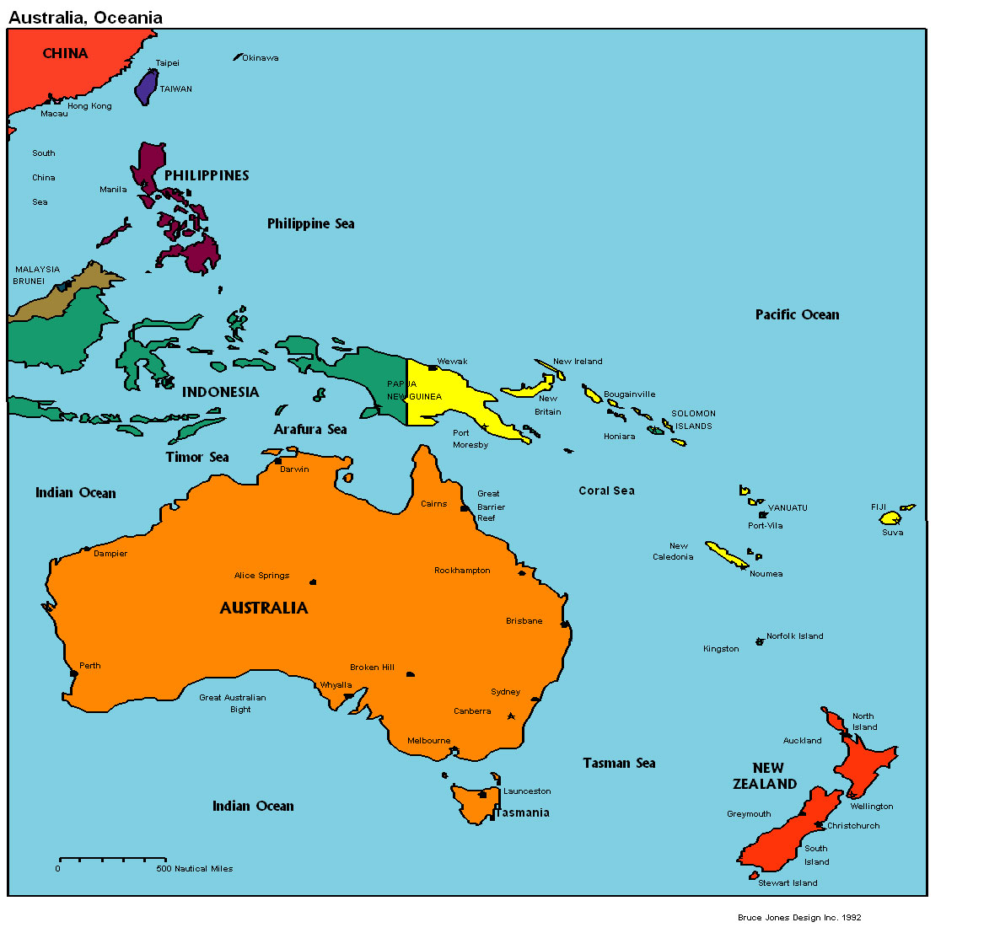 Australia, Oceania
CHINA
Okinawa
Taipei
TAIWAN
Hong Kong
Macau
South
China
Sea
PHILIPPINES
Manila
Philippine Sea
MALAYSIA
BRUNEI
Pacific Ocean
Wewak
New Ireland
PAPUA
NEW GUINEA
INDONESIA
New
Britain
Bougainville
SOLOMON
ISLANDS
Honiara
Port
Moresby
Arafura Sea
Timor Sea
Darwin
Indian Ocean
Coral Sea
Great
Barrier
Reef
Cairns
VANUATU
Port-Vila
FIJI
Suva
New
Caledonia
Noumea
Dampier
Alice Springs
Rockhampton
AUSTRALIA
Brisbane
Norfolk Island
Kingston
Perth
Broken Hill
Whyalla
Sydney
Great Australian
Bight
Canberra
Melbourne
North
Island
Auckland
Tasman Sea
NEW
ZEALAND
Launceston
Tasmania
Indian Ocean
Wellington
Greymouth
Christchurch
South
Island
Stewart Island
0
500 Nautical Miles
Bruce Jones Design Inc. 1992